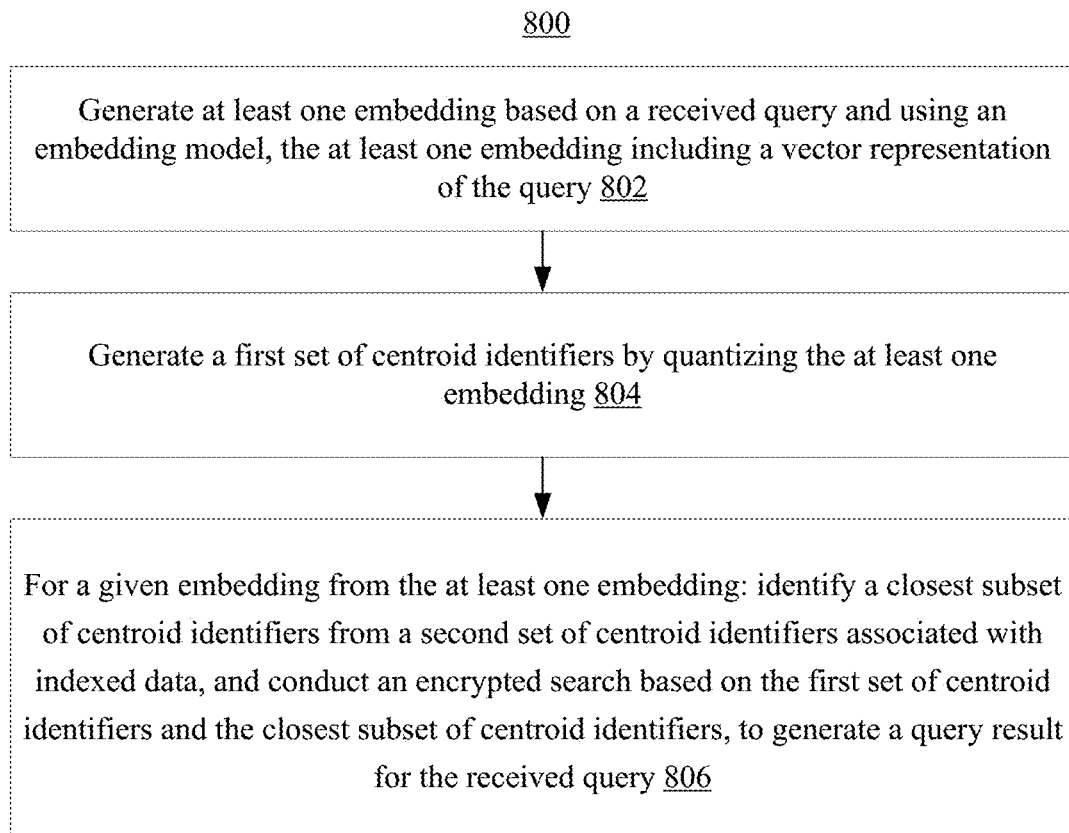 800
Generate at least one embedding based on a received query and using an
embedding model, the at least one embedding including a vector representation
of the query 802
Generate a first set of centroid identifiers by quantizing the at least one
embedding 804
For a given embedding from the at least one embedding: identify a closest subset
of centroid identifiers from a second set of centroid identifiers associated with
indexed data, and conduct an encrypted search based on the first set of centroid
identifiers and the closest subset of centroid identifiers, to generate a query result
for the received query 806